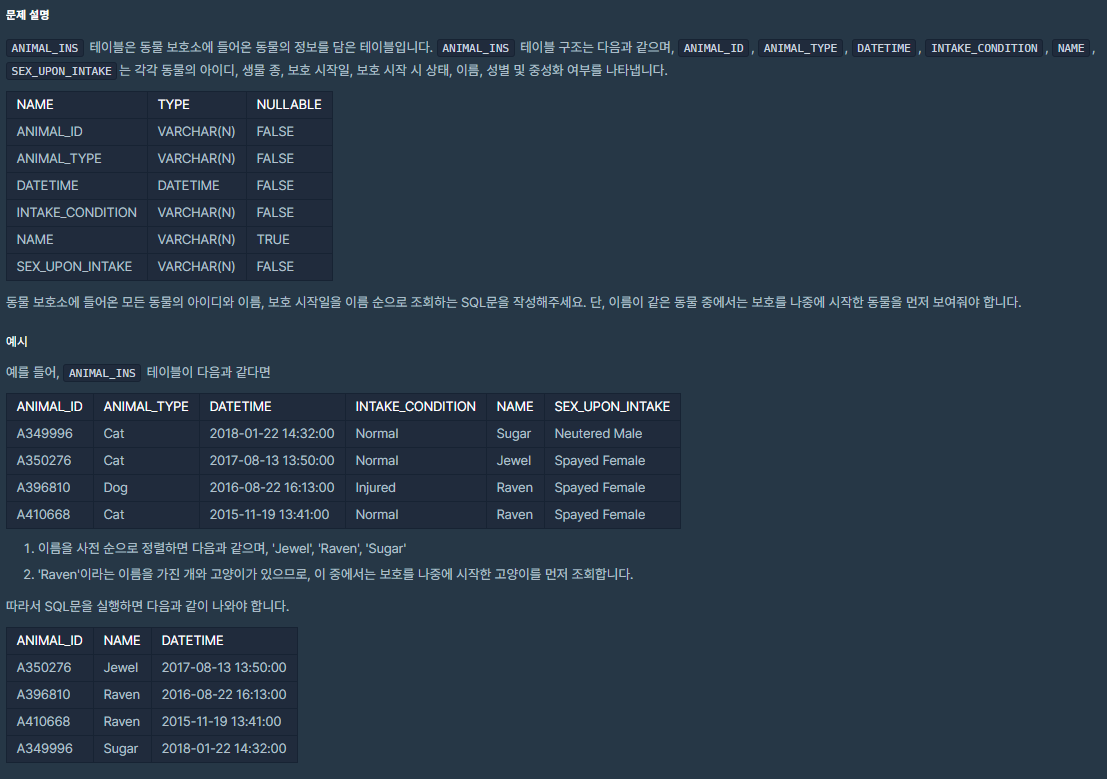 문제 설명
ANIMAL_INS 테이블은 동물 보호소에 들어온 동물의 정보를 담은 테이블입니다. ANIMAL_INS 테이블 구조는 다음과 같으며, ANIMAL_ID , ANIMAL_TYPE , DATETIME , INTAKE_CONDITION , NAME ,
SEX_UPON_INTAKE 는 각각 동물의 아이디, 생물 종, 보호 시작일, 보호 시작 시 상태, 이름, 성별 및 중성화 여부를 나타냅니다.
NAME TYPE NULLABLE
ANIMAL_ID VARCHAR(N) FALSE
ANIMAL_TYPE VARCHAR(N) FALSE
DATETIME DATETIME FALSE
INTAKE_CONDITION VARCHAR(N) FALSE
NAME VARCHAR(N) TRUE
SEX_UPON_INTAKE VARCHAR(N) FALSE
동물 보호소에 들어온 모든 동물의 아이디와 이름, 보호 시작일을 이름 순으로 조회하는 SQL문을 작성해주세요. 단, 이름이 같은 동물 중에서는 보호를 나중에 시작한 동물을 먼저 보여줘야 합니다.
예시
예를 들어, ANIMAL_INS 테이블이 다음과 같다면
ANIMAL_ID ANIMAL_TYPE DATETIME INTAKE_CONDITION NAME SEX_UPON_INTAKE
A349996 Cat 2018-01-22 14:32:00 Normal Sugar Neutered Male
A350276 Cat 2017-08-13 13:50:00 Normal Jewel Spayed Female
A396810 Dog 2016-08-22 16:13:00 Injured Raven Spayed Female
A410668 Cat 2015-11-19 13:41:00 Normal Raven Spayed Female
1. 이름을 사전 순으로 정렬하면 다음과 같으며, 'Jewel', 'Raven', 'Sugar'
2. 'Raven'이라는 이름을 가진 개와 고양이가 있으므로, 이 중에서는 보호를 나중에 시작한 고양이를 먼저 조회합니다.
따라서 SQL문을 실행하면 다음과 같이 나와야 합니다.
ANIMAL_ID NAME DATETIME
A350276 Jewel 2017-08-13 13:50:00
A396810 Raven 2016-08-22 16:13:00
A410668 Raven 2015-11-19 13:41:00
A349996 Sugar 2018-01-22 14:32:00